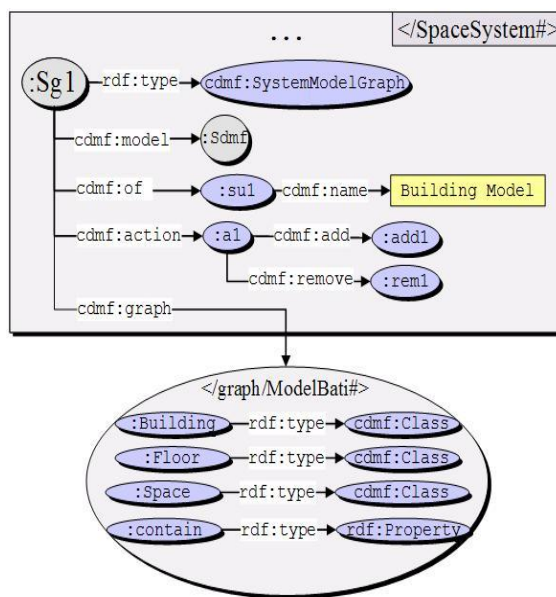 </SpaceSystem#>
...
:Sg1 rdf:type cdmf:SystemModelGraph
cdmf:model :Sdmf
cdmf:of :su1 cdmf:name Building Model
cdmf:action :a1 cdmf:add :add1
cdmf:remove :rem1
cdmf:graph
</graph/ModelBati#>
:Building rdf:type cdmf:Class
:Floor rdf:type cdmf:Class
:Space rdf:type cdmf:Class
:contain rdf:type rdf:Property